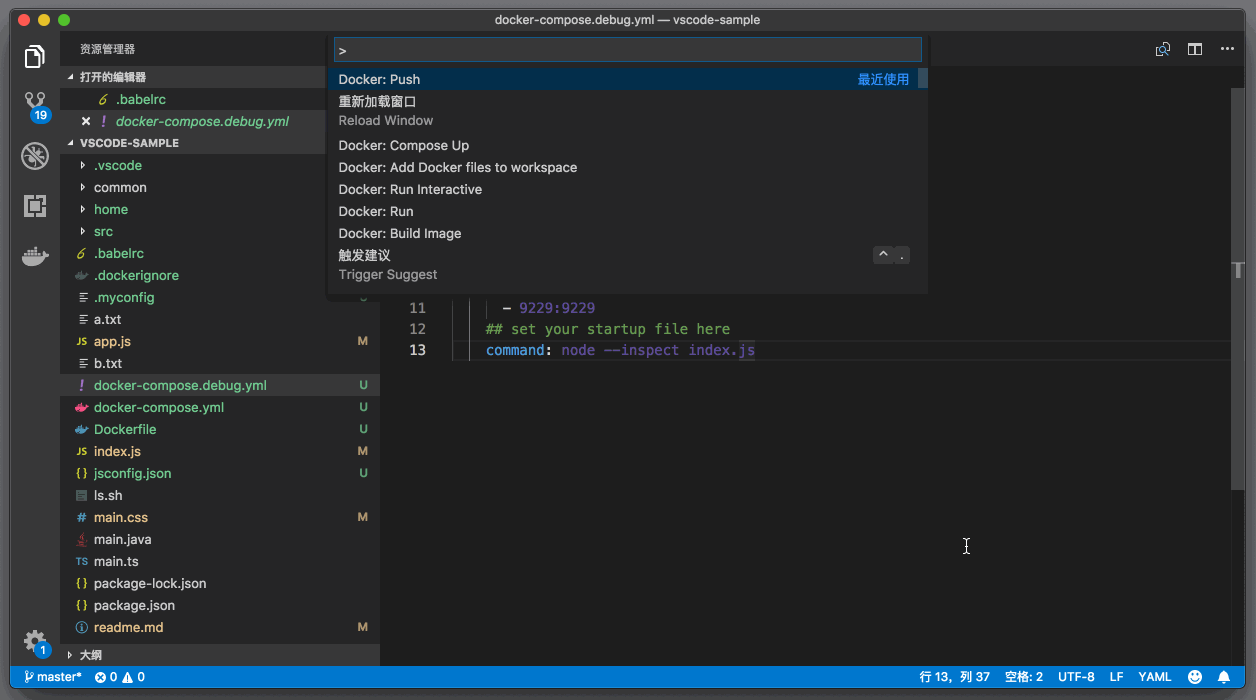 docker-compose.debug.yml — vscode-sample
资源管理器
打开的编辑器
.babelrc
! docker-compose.debug.yml
19
VSCODE-SAMPLE
.vscode
common
home
src
.babelrc
.dockerignore
.myconfig
a.txt
JS app.js M
b.txt
! docker-compose.debug.yml U
docker-compose.yml U
Dockerfile U
JS index.js M
{} jsconfig.json U
ls.sh
# main.css M
main.java
TS main.ts
{} package-lock.json
{} package.json
readme.md M
大纲
1
>
Docker: Push 最近使用
重新加载窗口
Reload Window
Docker: Compose Up
Docker: Add Docker files to workspace
Docker: Run Interactive
Docker: Run
Docker: Build Image
触发建议 ^ .
Trigger Suggest
11 - 9229:9229
12 ## set your startup file here
13 command: node --inspect index.js
master* 0 0 行 13，列 37 空格: 2 UTF-8 LF YAML